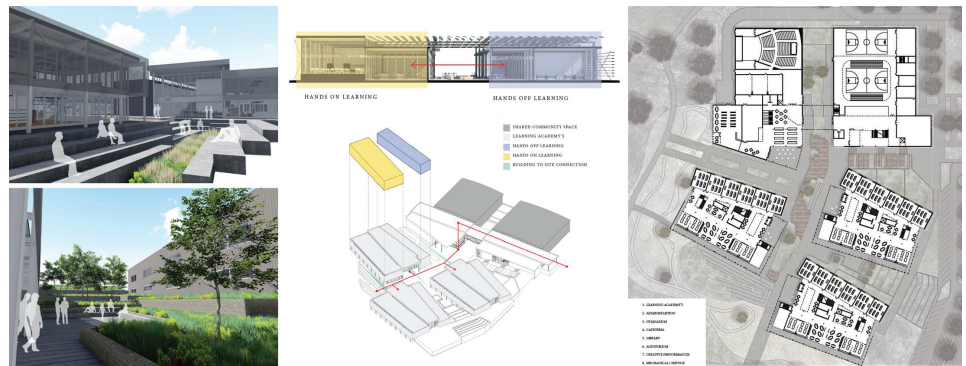 HANDS ON LEARNING
HANDS OFF LEARNING
SHARED COMMUNITY SPACE
LEARNING ACADEMY'S
HANDS OFF LEARNING
HANDS ON LEARNING
BUILDING TO SITE CONNECTION
1. LEARNING ACADEMY'S
2. ADMINISTRATION
3. GYMNASIUM
4. CAFETERIA
5. LIBRARY
6. AUDITORIUM
7. CREATIVE PERFORMANCES
8. MECHANICAL / SERVICE